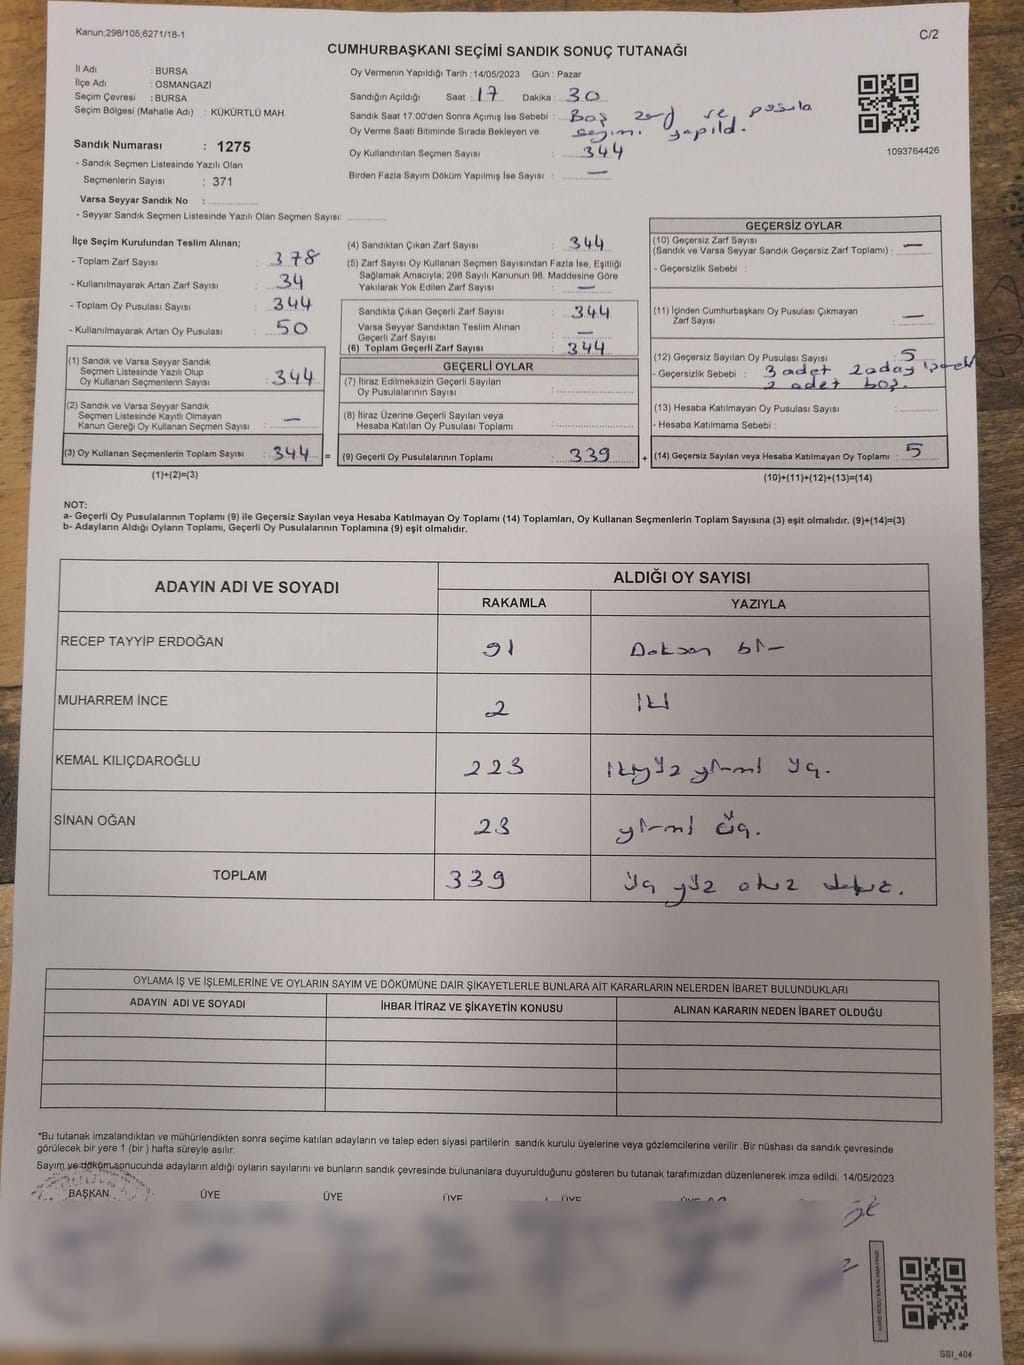 Kanun;298/105;6271/18-1
C/2
CUMHURBAŞKANI SEÇİMİ SANDIK SONUÇ TUTANAĞI
İl Adı : BURSA
İlçe Adı : OSMANGAZİ
Seçim Çevresi : BURSA
Seçim Bölgesi (Mahalle Adı) : KÜKÜRTLÜ MAH.
Sandık Numarası : 1275
- Sandık Seçmen Listesinde Yazılı Olan
Seçmenlerin Sayısı : 371
Varsa Seyyar Sandık No :
- Seyyar Sandık Seçmen Listesinde Yazılı Olan Seçmen Sayısı:
Oy Vermenin Yapıldığı Tarih :14/05/2023 Gün : Pazar
Sandığın Açıldığı Saat : 17 Dakika : 30
Sandık Saat 17:00'den Sonra Açımış İse Sebebi : Boş zarf ve pusula
Oy Verme Saati Bitiminde Sırada Bekleyen ve sayımı yapıldı.
Oy Kullandırılan Seçmen Sayısı : 344
Birden Fazla Sayım Döküm Yapılmış İse Sayısı : —
1093764426
İlçe Seçim Kurulundan Teslim Alınan;
- Toplam Zarf Sayısı : 378
- Kullanılmayarak Artan Zarf Sayısı : 34
- Toplam Oy Pusulası Sayısı : 344
- Kullanılmayarak Artan Oy Pusulası : 50
(1) Sandık ve Varsa Seyyar Sandık
Seçmen Listesinde Yazılı Olup
Oy Kullanan Seçmenlerin Sayısı : 344
(2) Sandık ve Varsa Seyyar Sandık
Seçmen Listesinde Kayıtlı Olmayan
Kanun Gereği Oy Kullanan Seçmen Sayısı : —
(3) Oy Kullanan Seçmenlerin Toplam Sayısı : 344 =
(1)+(2)=(3)
(4) Sandıktan Çıkan Zarf Sayısı : 344
(5) Zarf Sayısı Oy Kullanan Seçmen Sayısından Fazla İse, Eşitliği
Sağlamak Amacıyla; 298 Sayılı Kanunun 98. Maddesine Göre
Yakılarak Yok Edilen Zarf Sayısı : —
Sandıkta Çıkan Geçerli Zarf Sayısı : 344
Varsa Seyyar Sandıktan Teslim Alınan
Geçerli Zarf Sayısı : —
(6) Toplam Geçerli Zarf Sayısı : 344
GEÇERLİ OYLAR
(7) İtiraz Edilmeksizin Geçerli Sayılan
Oy Pusulalarının Sayısı :
(8) İtiraz Üzerine Geçerli Sayılan veya
Hesaba Katılan Oy Pusulası Toplamı :
(9) Geçerli Oy Pusulalarının Toplamı : 339 +
GEÇERSİZ OYLAR
(10) Geçersiz Zarf Sayısı
(Sandık ve Varsa Seyyar Sandık Geçersiz Zarf Toplamı) : —
- Geçersizlik Sebebi :
(11) İçinden Cumhurbaşkanı Oy Pusulası Çıkmayan
Zarf Sayısı : —
(12) Geçersiz Sayılan Oy Pusulası Sayısı : 5
- Geçersizlik Sebebi : 3 adet 2 aday
2 adet boş.
(13) Hesaba Katılmayan Oy Pusulası Sayısı :
- Hesaba Katılmama Sebebi :
(14) Geçersiz Sayılan veya Hesaba Katılmayan Oy Toplamı : 5
(10)+(11)+(12)+(13)=(14)
NOT:
a- Geçerli Oy Pusulalarının Toplamı (9) ile Geçersiz Sayılan veya Hesaba Katılmayan Oy Toplamı (14) Toplamları, Oy Kullanan Seçmenlerin Toplam Sayısına (3) eşit olmalıdır. (9)+(14)=(3)
b- Adayların Aldığı Oyların Toplamı, Geçerli Oy Pusulalarının Toplamına (9) eşit olmalıdır.
ADAYIN ADI VE SOYADI
ALDIĞI OY SAYISI
RAKAMLA YAZIYLA
RECEP TAYYİP ERDOĞAN 91 Doksan bir
MUHARREM İNCE 2 iki
KEMAL KILIÇDAROĞLU 223 ikiyüz yirmi üç.
SİNAN OĞAN 23 yirmi üç.
TOPLAM 339 üç yüz otuz dokuz.
OYLAMA İŞ VE İŞLEMLERİNE VE OYLARIN SAYIM VE DÖKÜMÜNE DAİR ŞİKAYETLERLE BUNLARA AİT KARARLARIN NELERDEN İBARET BULUNDUKLARI
ADAYIN ADI VE SOYADI İHBAR İTİRAZ VE ŞİKAYETİN KONUSU ALINAN KARARIN NEDEN İBARET OLDUĞU
*Bu tutanak imzalandıktan ve mühürlendikten sonra seçime katılan adayların ve talep eden siyasi partilerin sandık kurulu üyelerine veya gözlemcilerine verilir .Bir nüshası da sandık çevresinde
görülecek bir yere 1 (bir ) hafta süreyle asılır.
Sayım ve döküm sonucunda adayların aldığı oyların sayılarını ve bunların sandık çevresinde bulunanlara duyurulduğunu gösteren bu tutanak tarafımızdan düzenlenerek imza edildi. 14/05/2023
BAŞKAN ÜYE ÜYE ÜYE ÜYE ÜYE
SSI_404